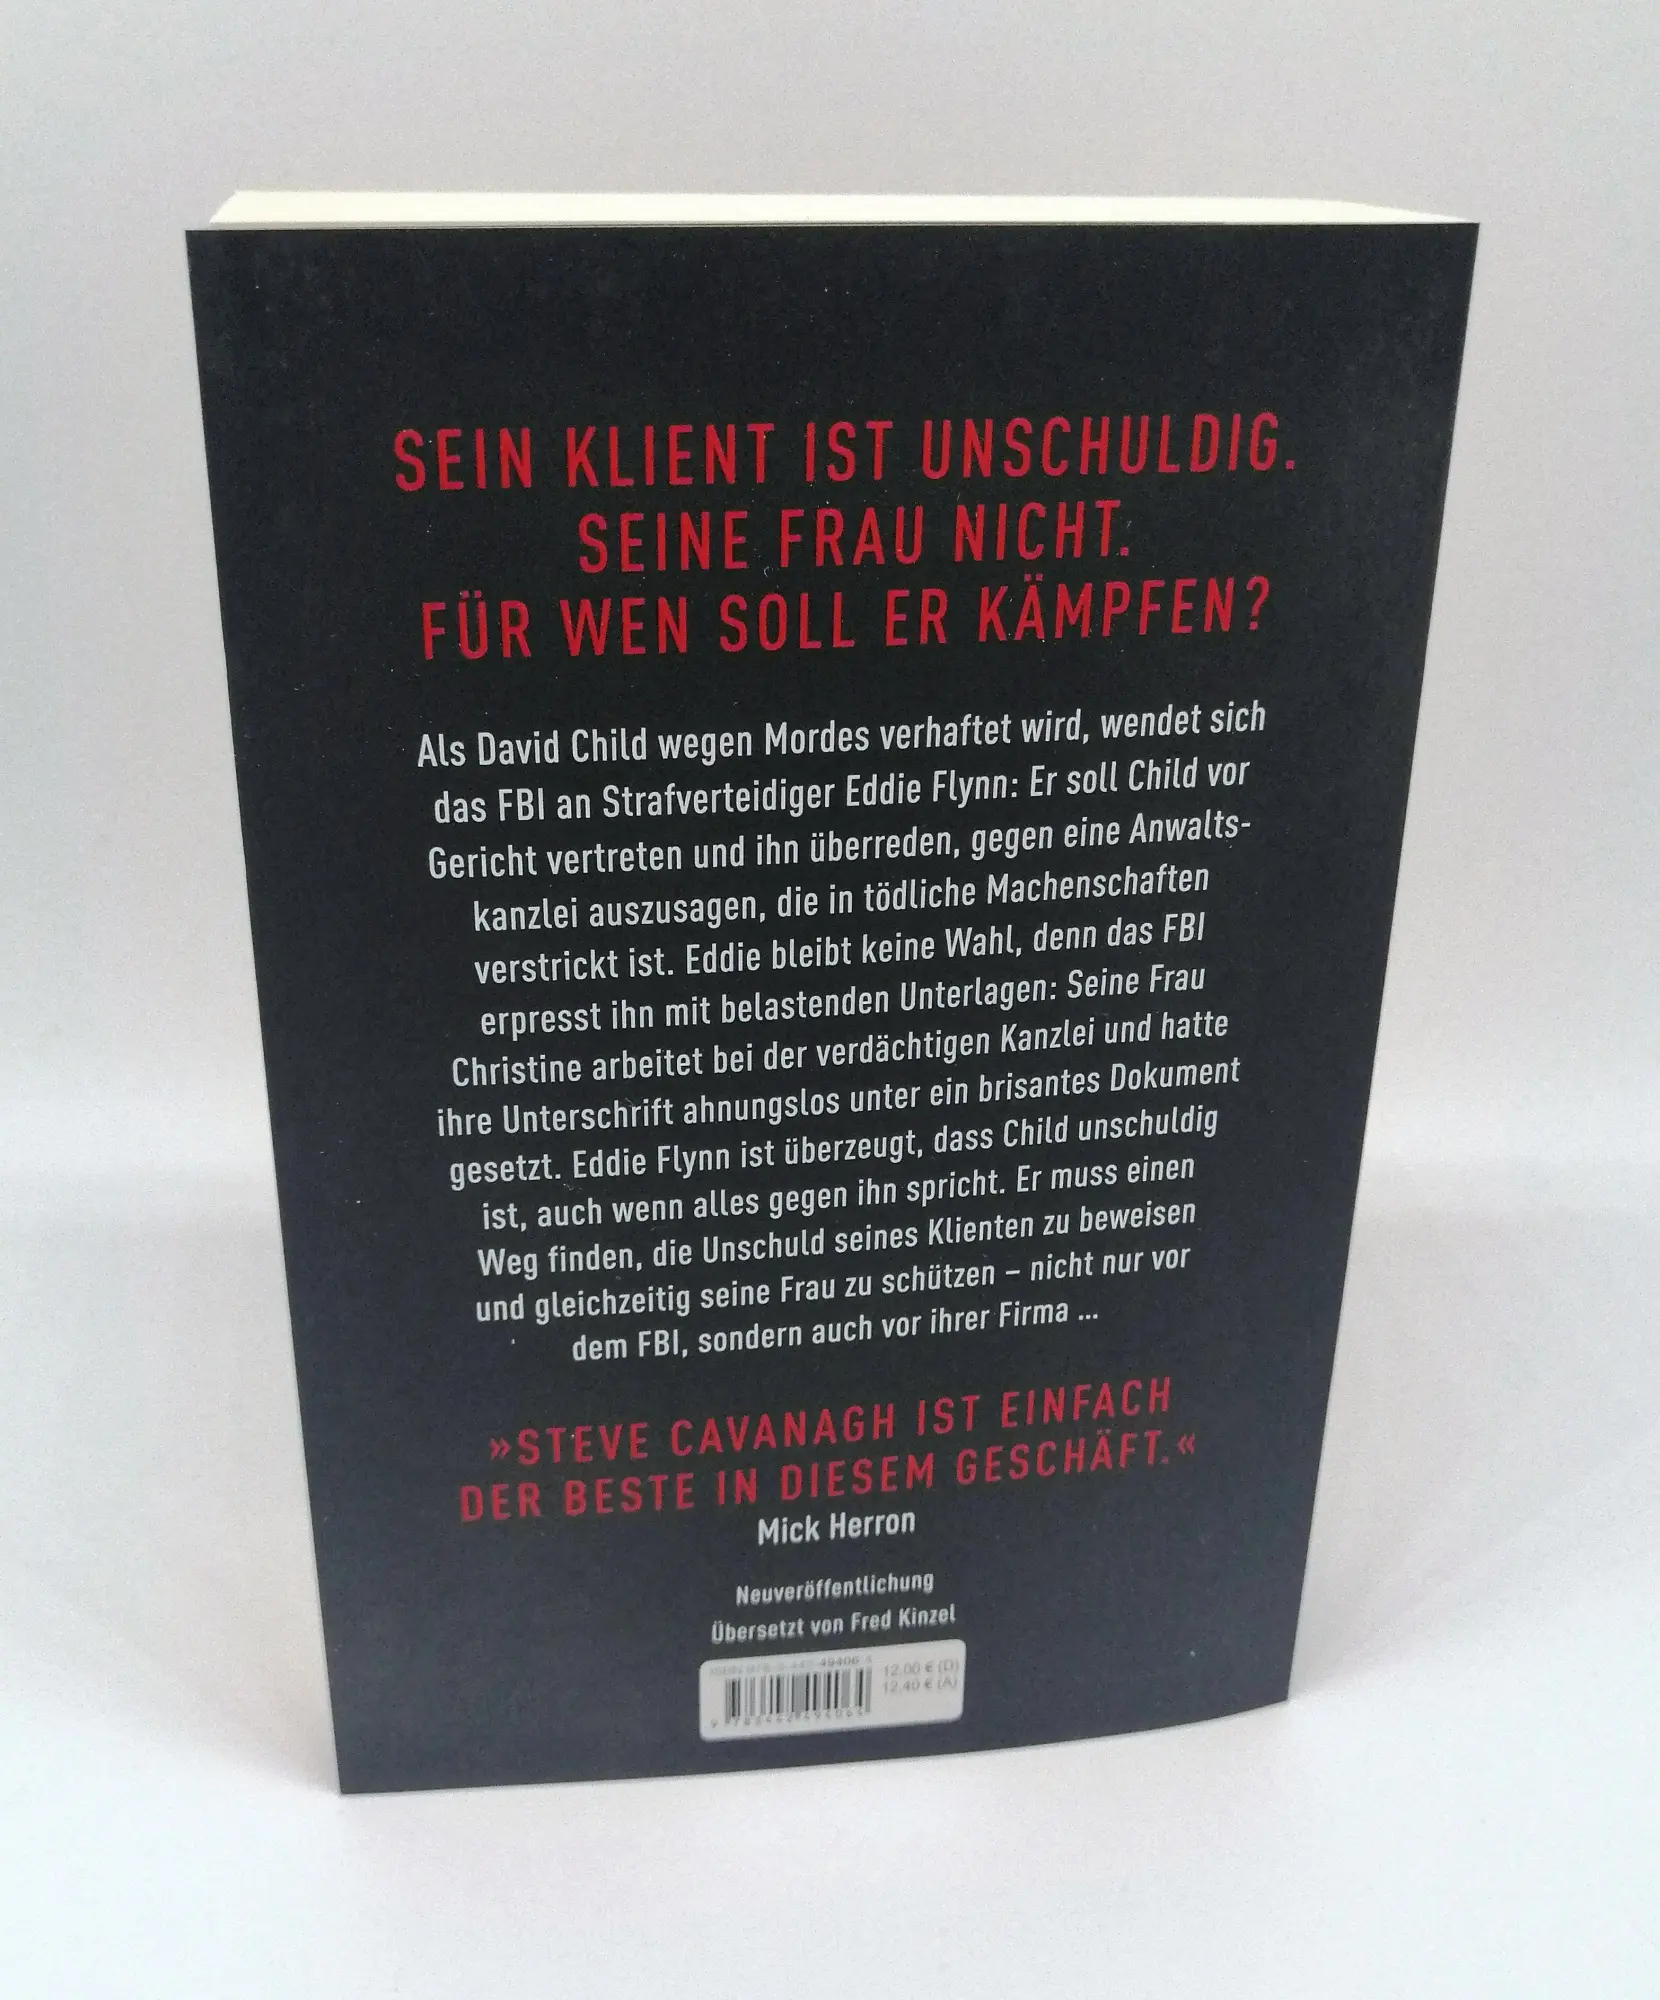 SEIN KLIENT IST UNSCHULDIG.
SEINE FRAU NICHT.
FÜR WEN SOLL ER KÄMPFEN?
Als David Child wegen Mordes verhaftet wird, wendet sich
das FBI an Strafverteidiger Eddie Flynn: Er soll Child vor
Gericht vertreten und ihn überreden, gegen eine Anwalts-
kanzlei auszusagen, die in tödliche Machenschaften
verstrickt ist. Eddie bleibt keine Wahl, denn das FBI
erpresst ihn mit belastenden Unterlagen: Seine Frau
Christine arbeitet bei der verdächtigen Kanzlei und hatte
ihre Unterschrift ahnungslos unter ein brisantes Dokument
gesetzt. Eddie Flynn ist überzeugt, dass Child unschuldig
ist, auch wenn alles gegen ihn spricht. Er muss einen
Weg finden, die Unschuld seines Klienten zu beweisen
und gleichzeitig seine Frau zu schützen – nicht nur vor
dem FBI, sondern auch vor ihrer Firma ...
»STEVE CAVANAGH IST EINFACH
DER BESTE IN DIESEM GESCHÄFT.«
Mick Herron
Neuveröffentlichung
Übersetzt von Fred Kinzel
12,00 € (D)
12,40 € (A)